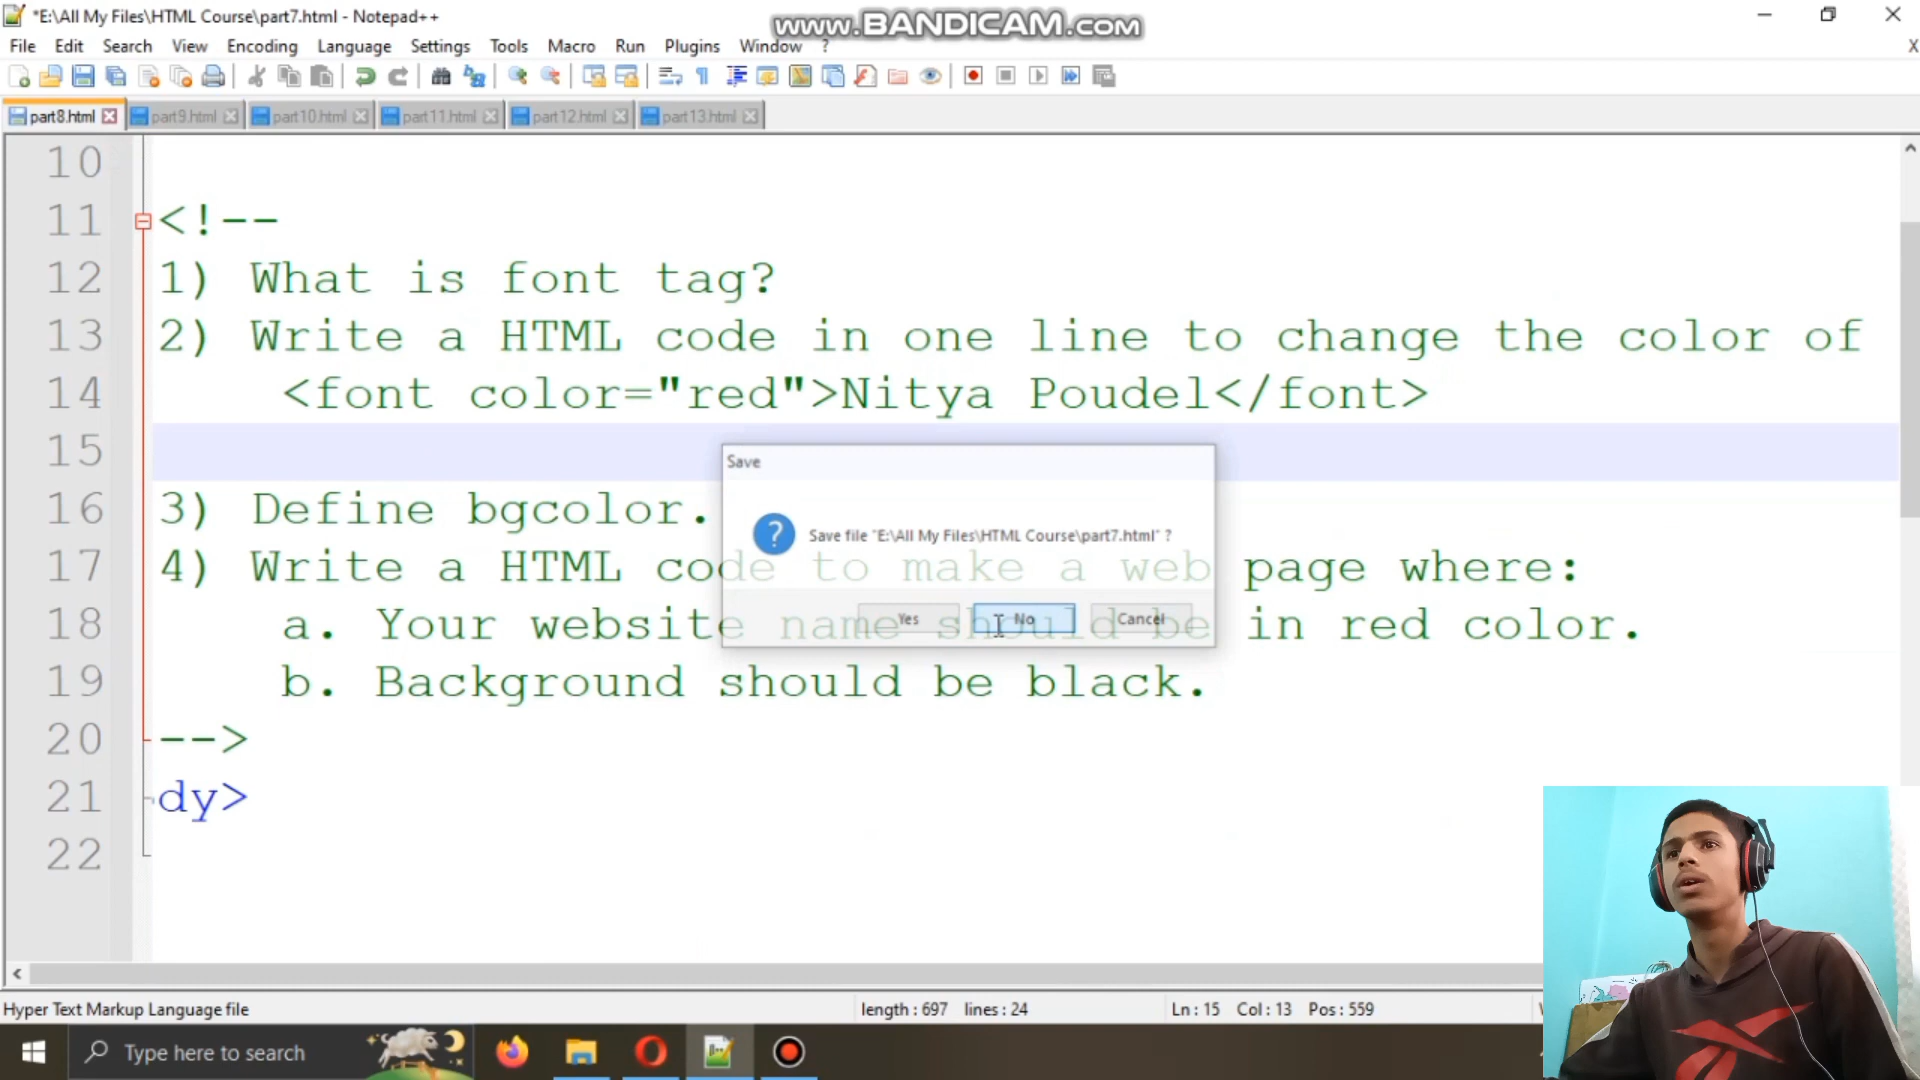 *E:\All My Files\HTML Course\part7.html - Notepad++
www.BANDICAM.com
File Edit Search View Encoding Language Settings Tools Macro Run Plugins Window ? X
part8.html part9.html part10.html part11.html part12.html part13.html
10
11 <!--
12 1) What is font tag?
13 2) Write a HTML code in one line to change the color of
14 <font color="red">Nitya Poudel</font>
15
Save
16 3) Define bgcolor.
Save file "E:\All My Files\HTML Course\part7.html" ?
17 4) Write a HTML code to make a web page where:
Yes No Cancel
18 a. Your website name should be in red color.
19 b. Background should be black.
20 -->
21 dy>
22
Hyper Text Markup Language file length : 697 lines : 24 Ln : 15 Col : 13 Pos : 559
Type here to search